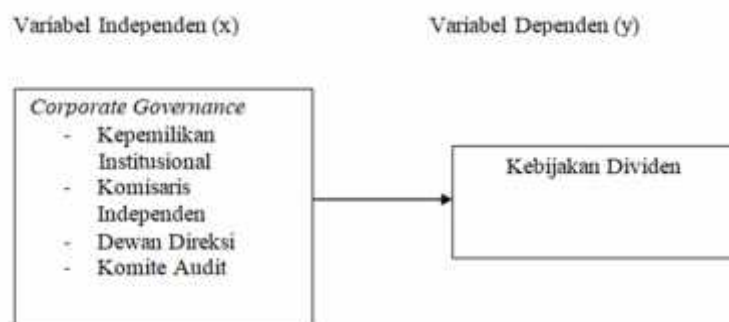 Variabel Independen (x)
Variabel Dependen (y)
Corporate Governance
- Kepemilikan
Institusional
- Komisaris
Independen
- Dewan Direksi
- Komite Audit
Kebijakan Dividen